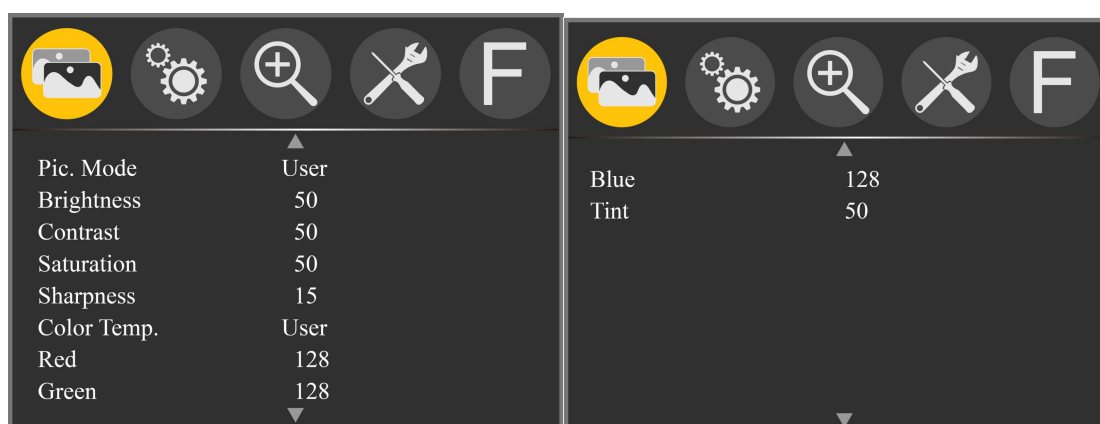 F
Pic. Mode User
Brightness 50
Contrast 50
Saturation 50
Sharpness 15
Color Temp. User
Red 128
Green 128
F
Blue 128
Tint 50